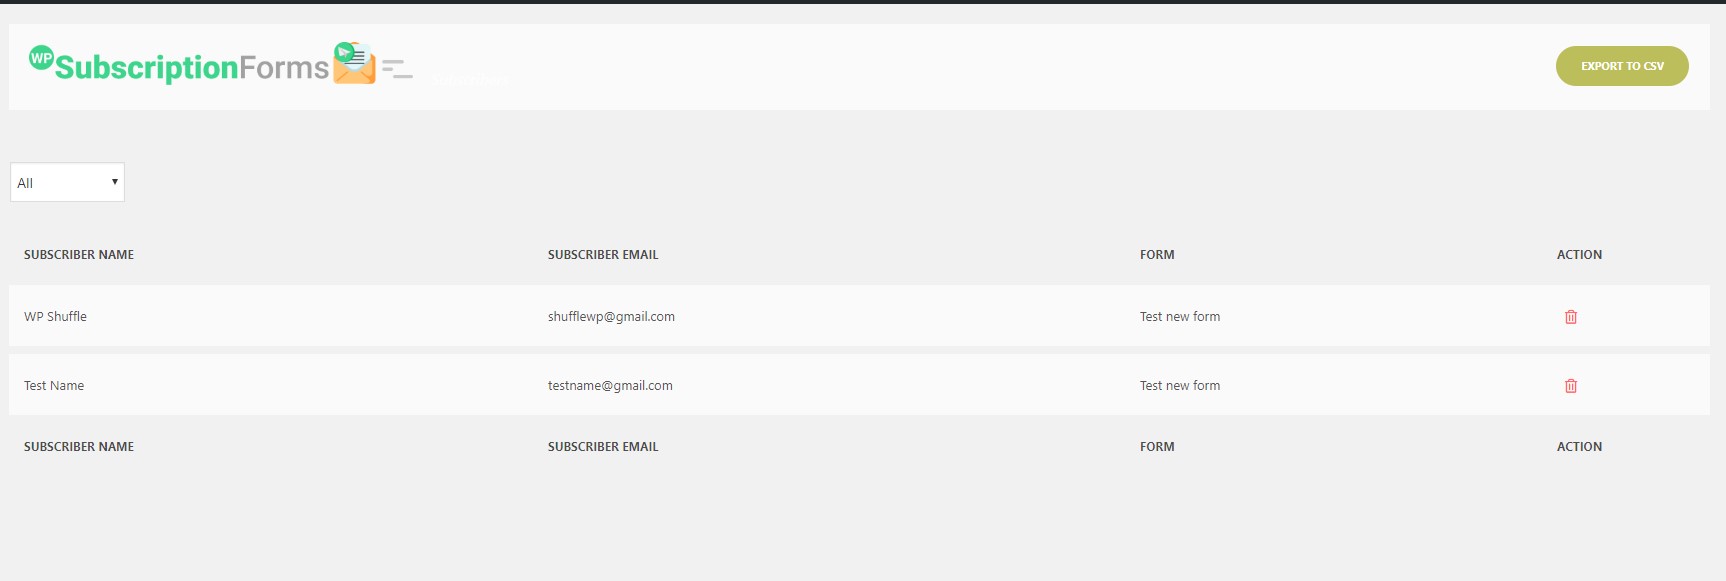 WP SubscriptionForms
EXPORT TO CSV
All
SUBSCRIBER NAME SUBSCRIBER EMAIL FORM ACTION
WP Shuffle shufflewp@gmail.com Test new form
Test Name testname@gmail.com Test new form
SUBSCRIBER NAME SUBSCRIBER EMAIL FORM ACTION